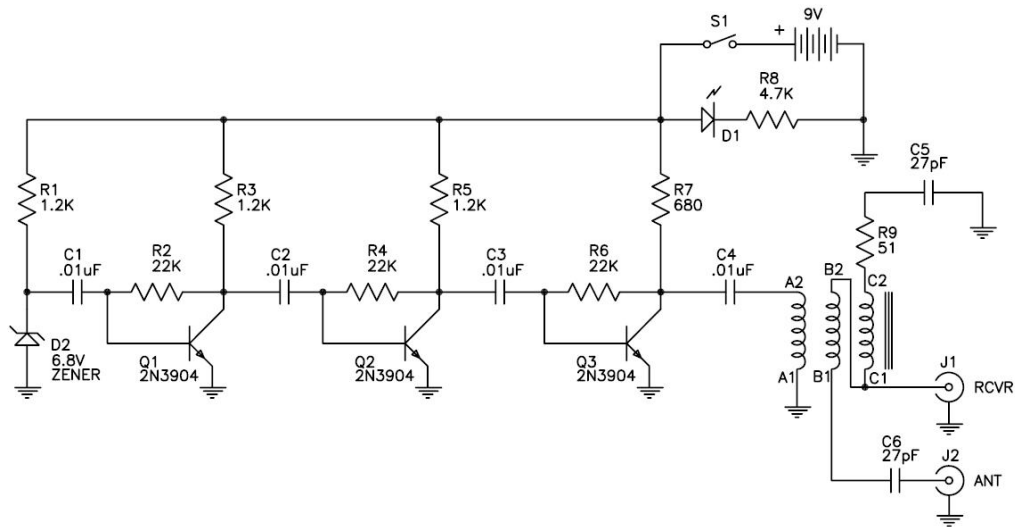 S1
+
9V
R8
4.7K
D1
C5
27pF
R1
1.2K
R3
1.2K
R5
1.2K
R7
680
R9
51
C1
.01uF
R2
22K
C2
.01uF
R4
22K
C3
.01uF
R6
22K
C4
.01uF
A2
B2
C2
D2
6.8V
ZENER
Q1
2N3904
Q2
2N3904
Q3
2N3904
A1
B1
C1
J1
RCVR
C6
27pF
J2
ANT